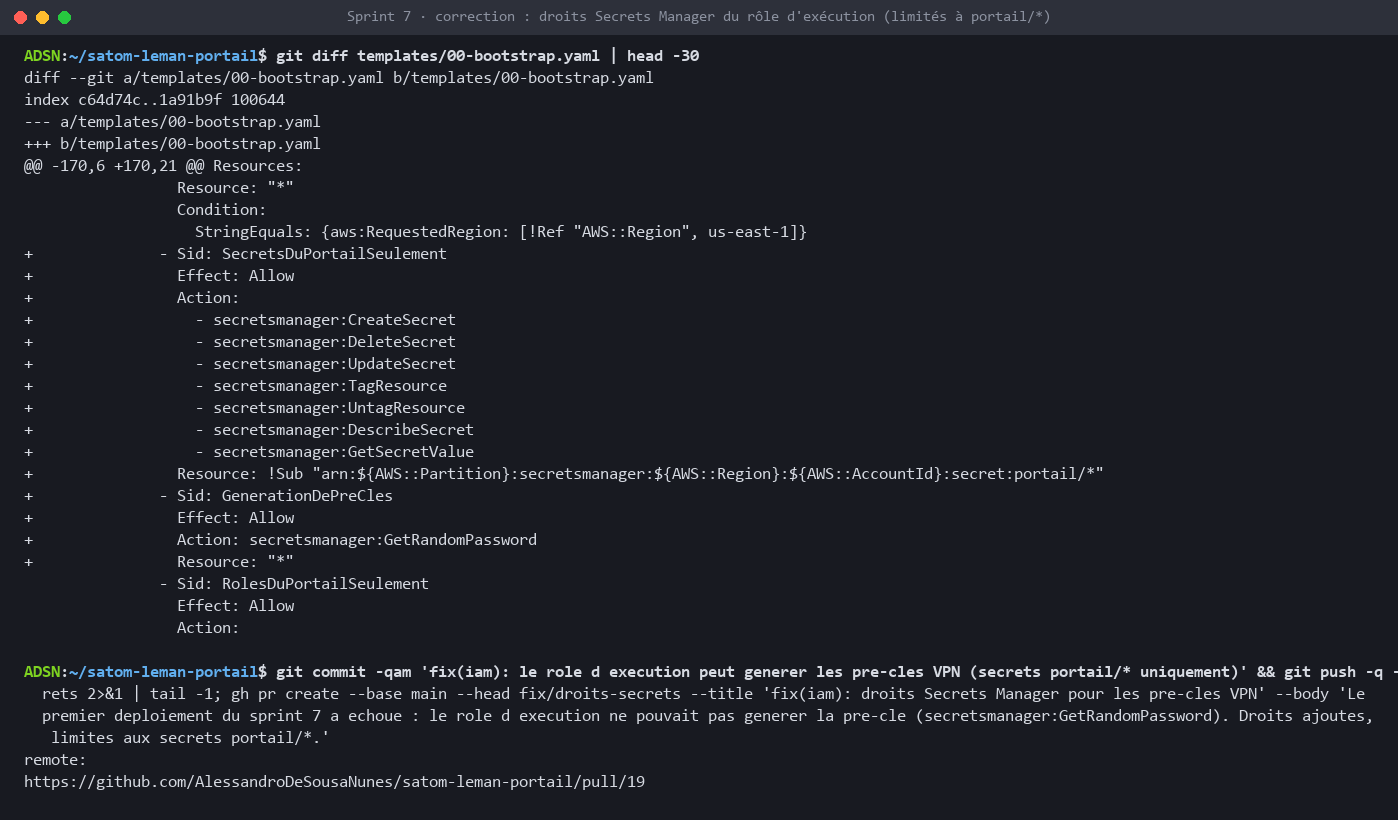 Sprint 7 · correction : droits Secrets Manager du rôle d'exécution (limités à portail/*)
ADSN:~/satom-leman-portail$ git diff templates/00-bootstrap.yaml | head -30
diff --git a/templates/00-bootstrap.yaml b/templates/00-bootstrap.yaml
index c64d74c..1a91b9f 100644
--- a/templates/00-bootstrap.yaml
+++ b/templates/00-bootstrap.yaml
@@ -170,6 +170,21 @@ Resources:
                 Resource: "*"
                 Condition:
                   StringEquals: {aws:RequestedRegion: [!Ref "AWS::Region", us-east-1]}
+              - Sid: SecretsDuPortailSeulement
+                Effect: Allow
+                Action:
+                  - secretsmanager:CreateSecret
+                  - secretsmanager:DeleteSecret
+                  - secretsmanager:UpdateSecret
+                  - secretsmanager:TagResource
+                  - secretsmanager:UntagResource
+                  - secretsmanager:DescribeSecret
+                  - secretsmanager:GetSecretValue
+                Resource: !Sub "arn:${AWS::Partition}:secretsmanager:${AWS::Region}:${AWS::AccountId}:secret:portail/*"
+              - Sid: GenerationDePreCles
+                Effect: Allow
+                Action: secretsmanager:GetRandomPassword
+                Resource: "*"
               - Sid: RolesDuPortailSeulement
                 Effect: Allow
                 Action:
ADSN:~/satom-leman-portail$ git commit -qam 'fix(iam): le role d execution peut generer les pre-cles VPN (secrets portail/* uniquement)' && git push -q -
  rets 2>&1 | tail -1; gh pr create --base main --head fix/droits-secrets --title 'fix(iam): droits Secrets Manager pour les pre-cles VPN' --body 'Le
  premier deploiement du sprint 7 a echoue : le role d execution ne pouvait pas generer la pre-cle (secretsmanager:GetRandomPassword). Droits ajoutes,
   limites aux secrets portail/*.'
remote:
https://github.com/AlessandroDeSousaNunes/satom-leman-portail/pull/19